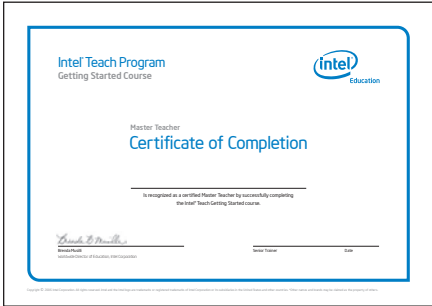 Intel® Teach Program
Getting Started Course
intel
Education
Master Teacher
Certificate of Completion
is recognized as a certified Master Teacher by successfully completing
the Intel® Teach Getting Started course.
Brenda Musilli
Worldwide Director of Education, Intel Corporation
Senior Trainer
Date